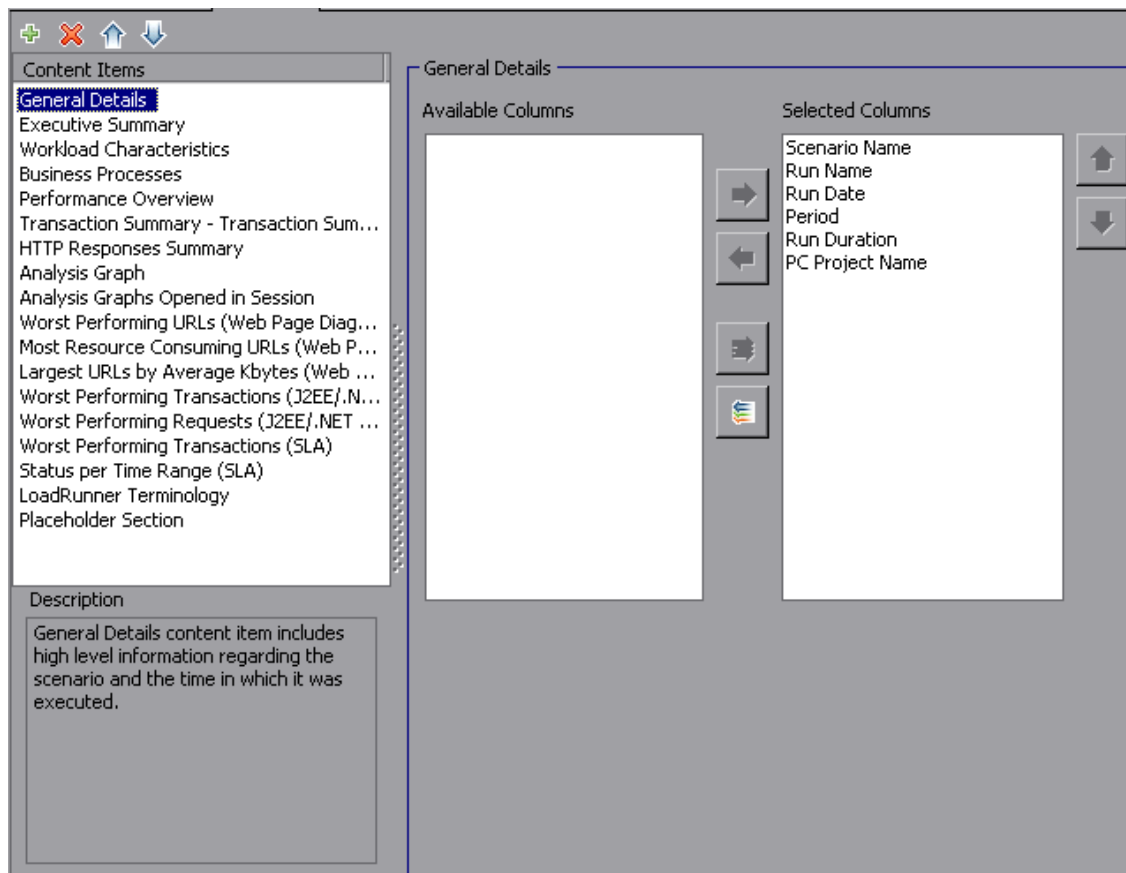 Content Items
General Details
Executive Summary
Workload Characteristics
Business Processes
Performance Overview
Transaction Summary - Transaction Sum...
HTTP Responses Summary
Analysis Graph
Analysis Graphs Opened in Session
Worst Performing URLs (Web Page Diag...
Most Resource Consuming URLs (Web P...
Largest URLs by Average Kbytes (Web ...
Worst Performing Transactions (J2EE/.N...
Worst Performing Requests (J2EE/.NET ...
Worst Performing Transactions (SLA)
Status per Time Range (SLA)
LoadRunner Terminology
Placeholder Section
Description
General Details content item includes
high level information regarding the
scenario and the time in which it was
executed.
General Details
Available Columns
Selected Columns
Scenario Name
Run Name
Run Date
Period
Run Duration
PC Project Name